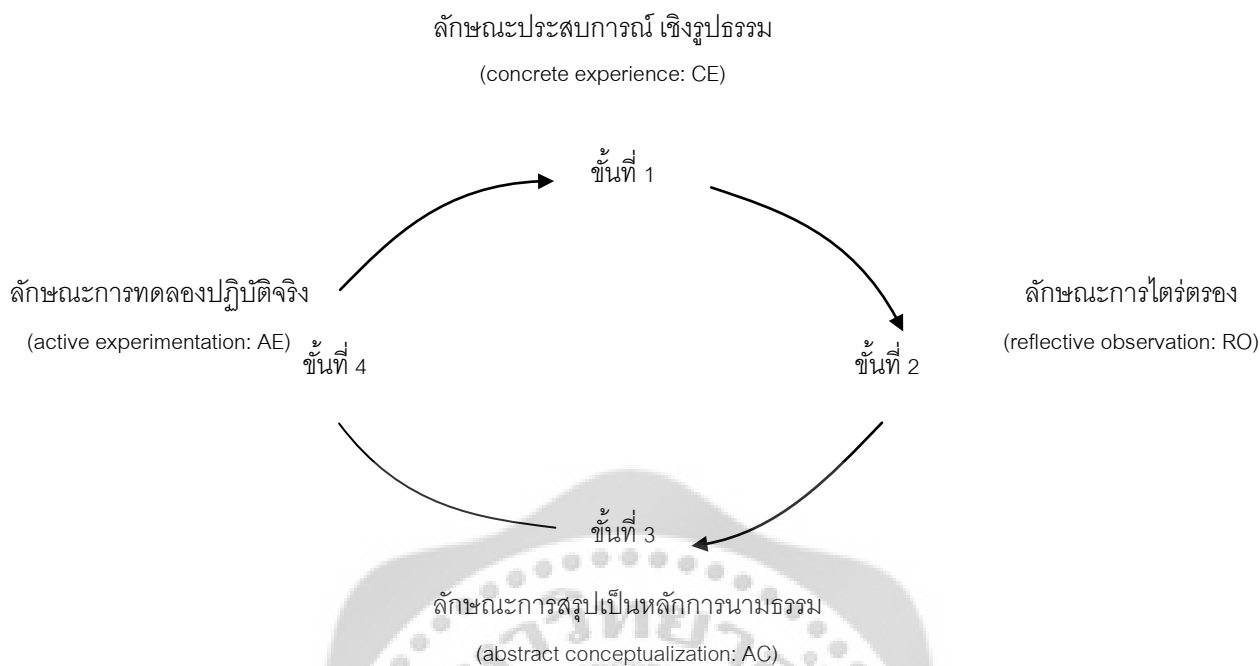 ลักษณะประสบการณ์ เชิงรูปธรรม
(concrete experience: CE)
ขั้นที่ 1
ลักษณะการทดลองปฏิบัติจริง
(active experimentation: AE)
ขั้นที่ 4
ลักษณะการไตร่ตรอง
(reflective observation: RO)
ขั้นที่ 2
ขั้นที่ 3
ลักษณะการสรุปเป็นหลักการนามธรรม
(abstract conceptualization: AC)